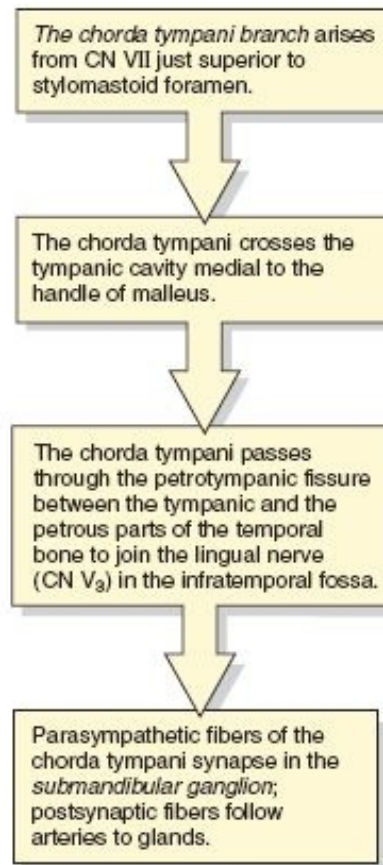 The chorda tympani branch arises
from CN VII just superior to
stylomastoid foramen.
The chorda tympani crosses the
tympanic cavity medial to the
handle of malleus.
The chorda tympani passes
through the petrotympanic fissure
between the tympanic and the
petrous parts of the temporal
bone to join the lingual nerve
(CN V₃) in the infratemporal fossa.
Parasympathetic fibers of the
chorda tympani synapse in the
submandibular ganglion;
postsynaptic fibers follow
arteries to glands.